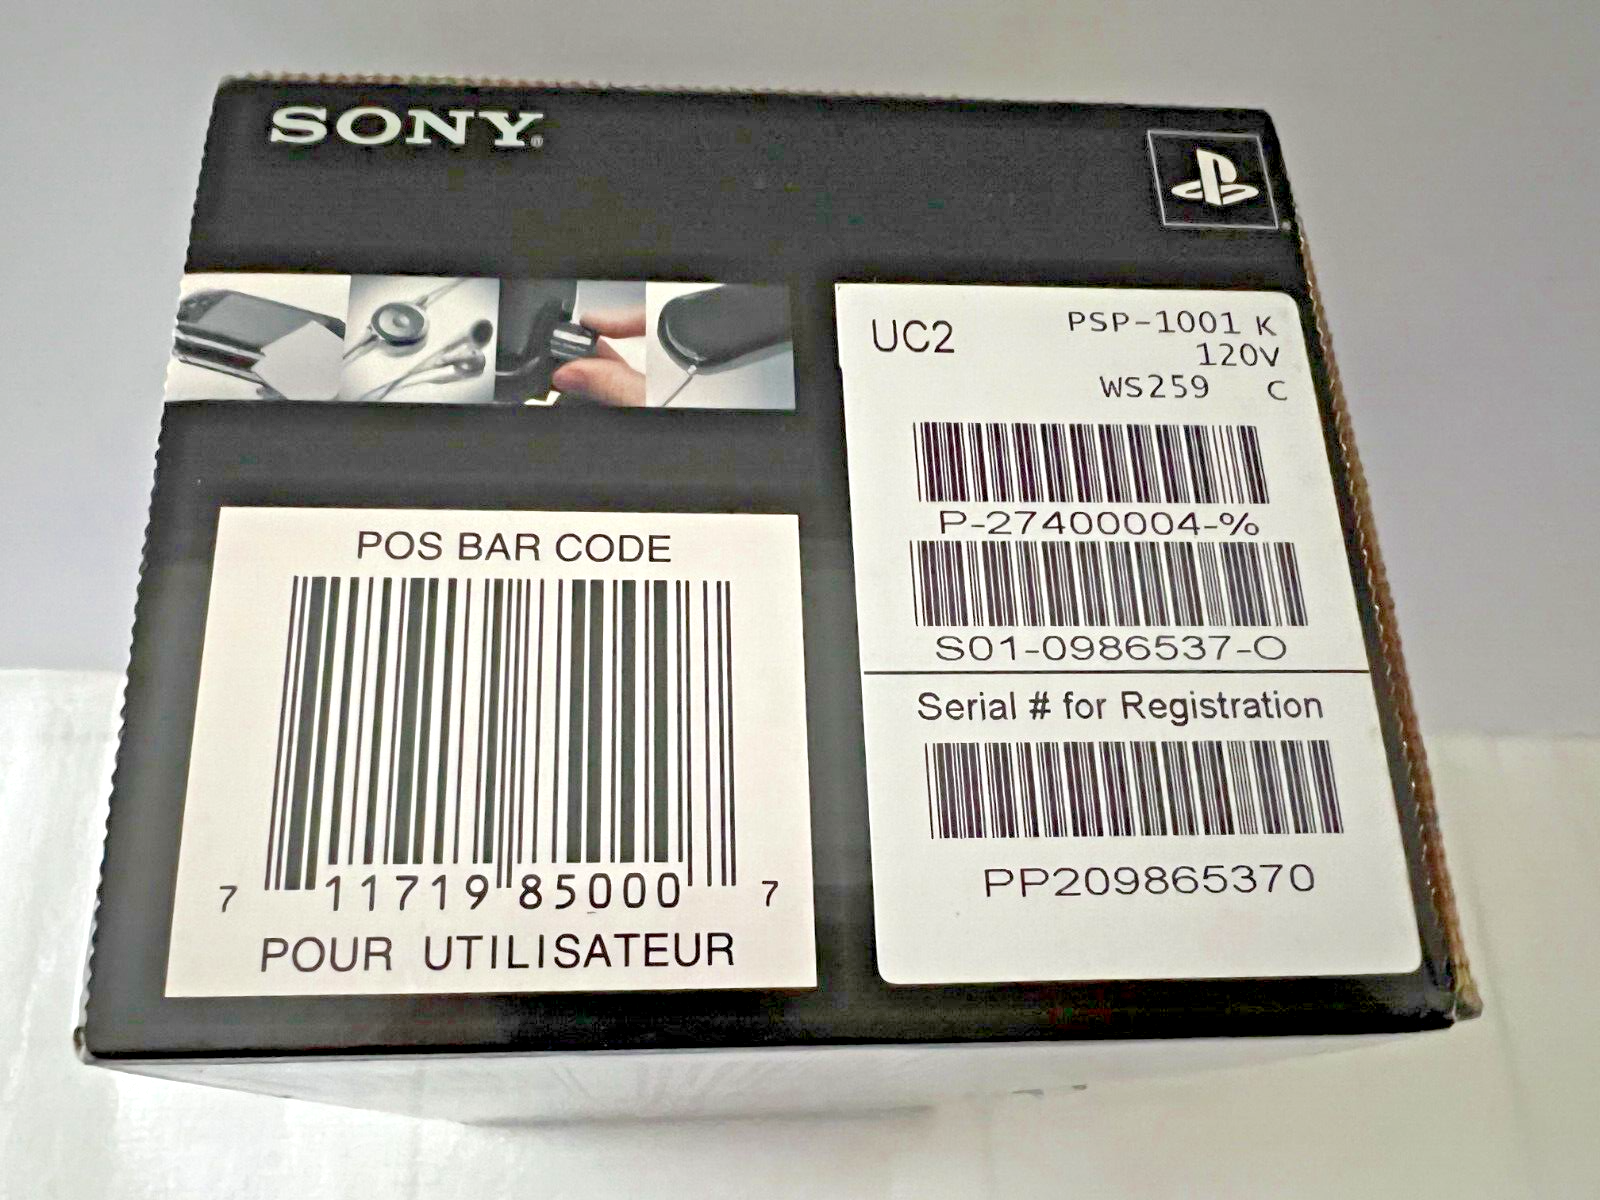 SONY®
UC2
PSP-1001 K
120V
WS259 C
P-27400004-%
S01-0986537-O
Serial # for Registration
PP209865370
POS BAR CODE
7 11719 85000 7
POUR UTILISATEUR